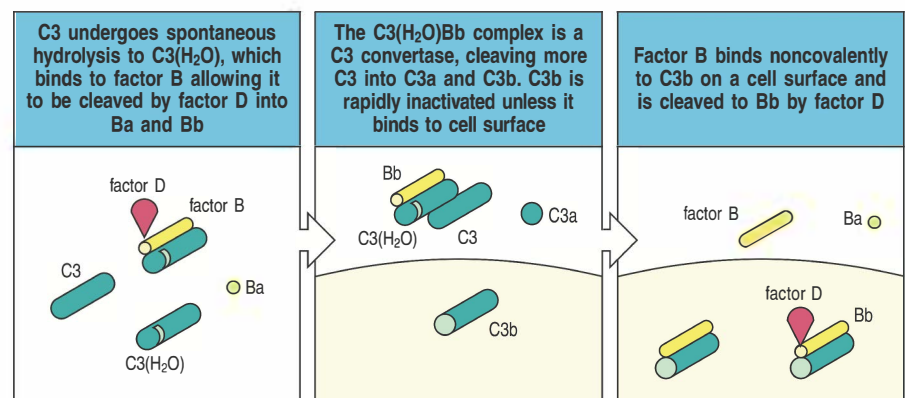 C3 undergoes spontaneous
hydrolysis to C3(H₂O), which
binds to factor B allowing it
to be cleaved by factor D into
Ba and Bb
The C3(H₂O)Bb complex is a
C3 convertase, cleaving more
C3 into C3a and C3b. C3b is
rapidly inactivated unless it
binds to cell surface
Factor B binds noncovalently
to C3b on a cell surface and
is cleaved to Bb by factor D
factor D
factor B
C3
Ba
C3(H₂O)
Bb
C3(H₂O)
C3
C3a
C3b
factor B
Ba
factor D
Bb